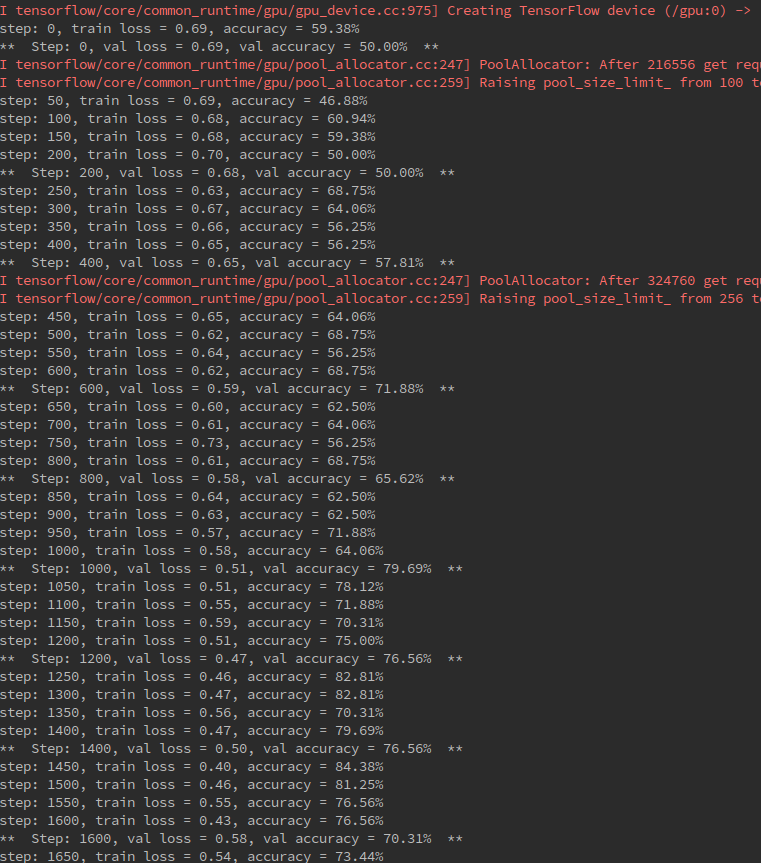 I tensorflow/core/common_runtime/gpu/gpu_device.cc:975] Creating TensorFlow device (/gpu:0) ->
step: 0, train loss = 0.69, accuracy = 59.38%
**  Step: 0, val loss = 0.69, val accuracy = 50.00%  **
I tensorflow/core/common_runtime/gpu/pool_allocator.cc:247] PoolAllocator: After 216556 get requ
I tensorflow/core/common_runtime/gpu/pool_allocator.cc:259] Raising pool_size_limit_ from 100 to
step: 50, train loss = 0.69, accuracy = 46.88%
step: 100, train loss = 0.68, accuracy = 60.94%
step: 150, train loss = 0.68, accuracy = 59.38%
step: 200, train loss = 0.70, accuracy = 50.00%
**  Step: 200, val loss = 0.68, val accuracy = 50.00%  **
step: 250, train loss = 0.63, accuracy = 68.75%
step: 300, train loss = 0.67, accuracy = 64.06%
step: 350, train loss = 0.66, accuracy = 56.25%
step: 400, train loss = 0.65, accuracy = 56.25%
**  Step: 400, val loss = 0.65, val accuracy = 57.81%  **
I tensorflow/core/common_runtime/gpu/pool_allocator.cc:247] PoolAllocator: After 324760 get requ
I tensorflow/core/common_runtime/gpu/pool_allocator.cc:259] Raising pool_size_limit_ from 256 to
step: 450, train loss = 0.65, accuracy = 64.06%
step: 500, train loss = 0.62, accuracy = 68.75%
step: 550, train loss = 0.64, accuracy = 56.25%
step: 600, train loss = 0.62, accuracy = 68.75%
**  Step: 600, val loss = 0.59, val accuracy = 71.88%  **
step: 650, train loss = 0.60, accuracy = 62.50%
step: 700, train loss = 0.61, accuracy = 64.06%
step: 750, train loss = 0.73, accuracy = 56.25%
step: 800, train loss = 0.61, accuracy = 68.75%
**  Step: 800, val loss = 0.58, val accuracy = 65.62%  **
step: 850, train loss = 0.64, accuracy = 62.50%
step: 900, train loss = 0.63, accuracy = 62.50%
step: 950, train loss = 0.57, accuracy = 71.88%
step: 1000, train loss = 0.58, accuracy = 64.06%
**  Step: 1000, val loss = 0.51, val accuracy = 79.69%  **
step: 1050, train loss = 0.51, accuracy = 78.12%
step: 1100, train loss = 0.55, accuracy = 71.88%
step: 1150, train loss = 0.59, accuracy = 70.31%
step: 1200, train loss = 0.51, accuracy = 75.00%
**  Step: 1200, val loss = 0.47, val accuracy = 76.56%  **
step: 1250, train loss = 0.46, accuracy = 82.81%
step: 1300, train loss = 0.47, accuracy = 82.81%
step: 1350, train loss = 0.56, accuracy = 70.31%
step: 1400, train loss = 0.47, accuracy = 79.69%
**  Step: 1400, val loss = 0.50, val accuracy = 76.56%  **
step: 1450, train loss = 0.40, accuracy = 84.38%
step: 1500, train loss = 0.46, accuracy = 81.25%
step: 1550, train loss = 0.55, accuracy = 76.56%
step: 1600, train loss = 0.43, accuracy = 76.56%
**  Step: 1600, val loss = 0.58, val accuracy = 70.31%  **
step: 1650, train loss = 0.54, accuracy = 73.44%